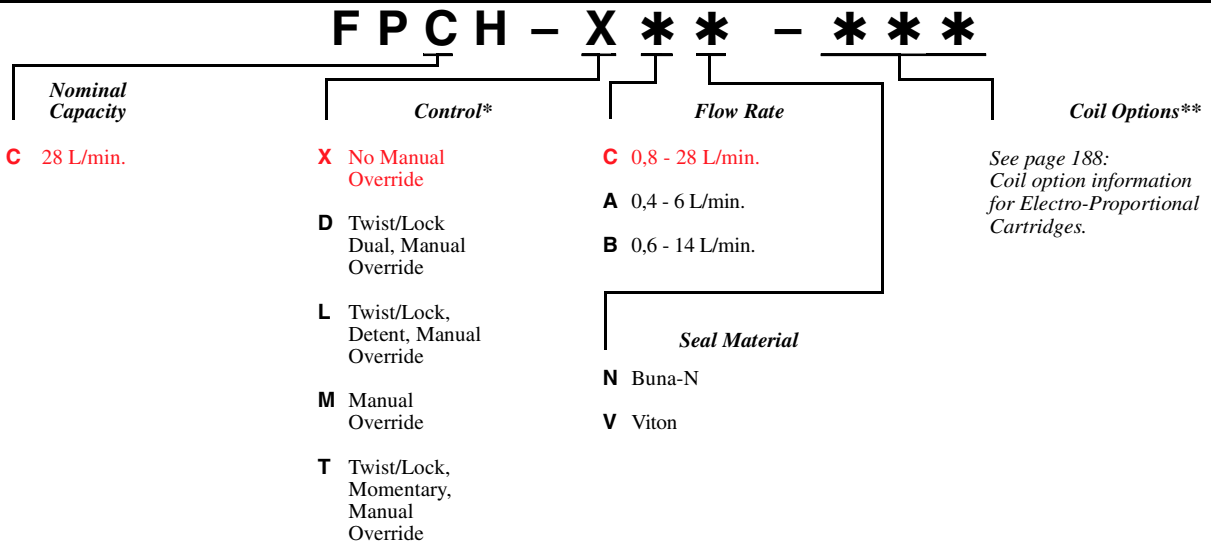 F P C H – X ✱ ✱ – ✱ ✱ ✱
Nominal
Capacity
C 28 L/min.
Control*
X No Manual
Override
D Twist/Lock
Dual, Manual
Override
L Twist/Lock,
Detent, Manual
Override
M Manual
Override
T Twist/Lock,
Momentary,
Manual
Override
Flow Rate
C 0,8 - 28 L/min.
A 0,4 - 6 L/min.
B 0,6 - 14 L/min.
Seal Material
N Buna-N
V Viton
Coil Options**
See page 188:
Coil option information
for Electro-Proportional
Cartridges.